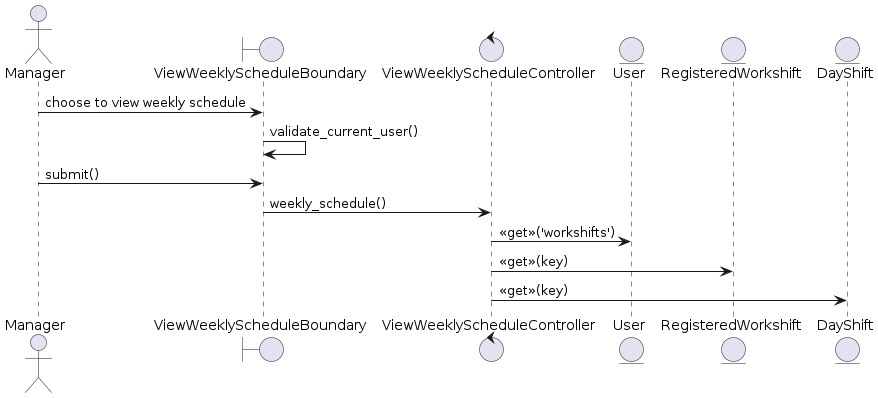 Manager
ViewWeeklyScheduleBoundary
ViewWeeklyScheduleController
User
RegisteredWorkshift
DayShift
choose to view weekly schedule
validate_current_user()
submit()
weekly_schedule()
«get»('workshifts')
«get»(key)
«get»(key)
Manager
ViewWeeklyScheduleBoundary
ViewWeeklyScheduleController
User
RegisteredWorkshift
DayShift